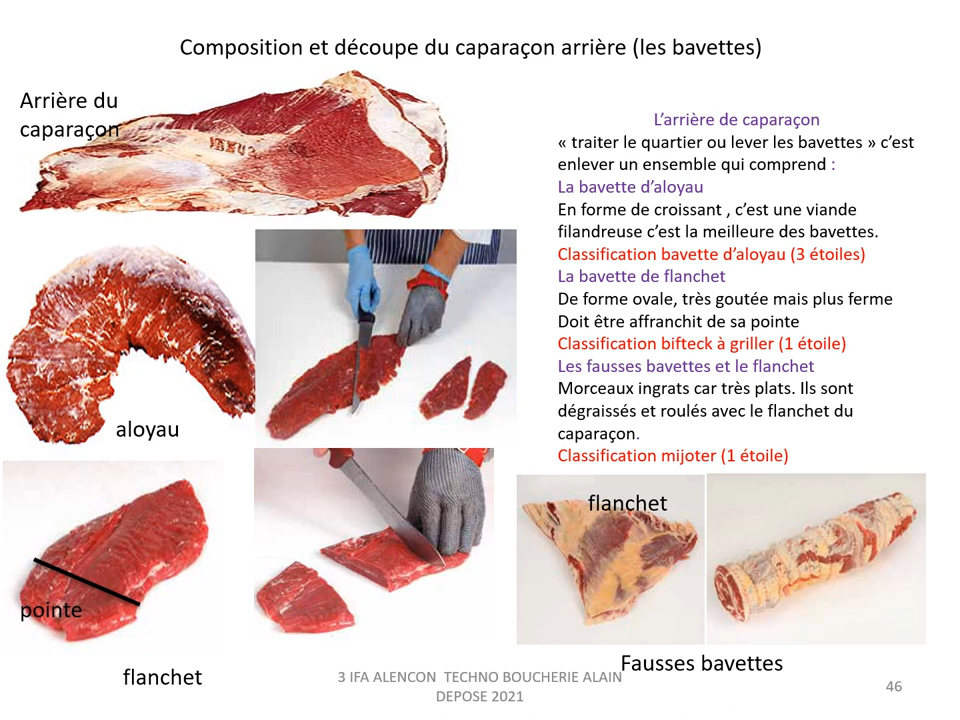 Composition et découpe du caparaçon arrière (les bavettes)
Arrière du
caparaçon
L'arrière de caparaçon
« traiter le quartier ou lever les bavettes » c'est
enlever un ensemble qui comprend :
La bavette d'aloyau
En forme de croissant , c'est une viande
filandreuse c'est la meilleure des bavettes.
Classification bavette d'aloyau (3 étoiles)
La bavette de flanchet
De forme ovale, très goutée mais plus ferme
Doit être affranchit de sa pointe
Classification bifteck à griller (1 étoile)
Les fausses bavettes et le flanchet
Morceaux ingrats car très plats. Ils sont
dégraissés et roulés avec le flanchet du
caparaçon.
Classification mijoter (1 étoile)
aloyau
flanchet
pointe
flanchet
Fausses bavettes
3 IFA ALENCON TECHNO BOUCHERIE ALAIN
DEPOSE 2021
46